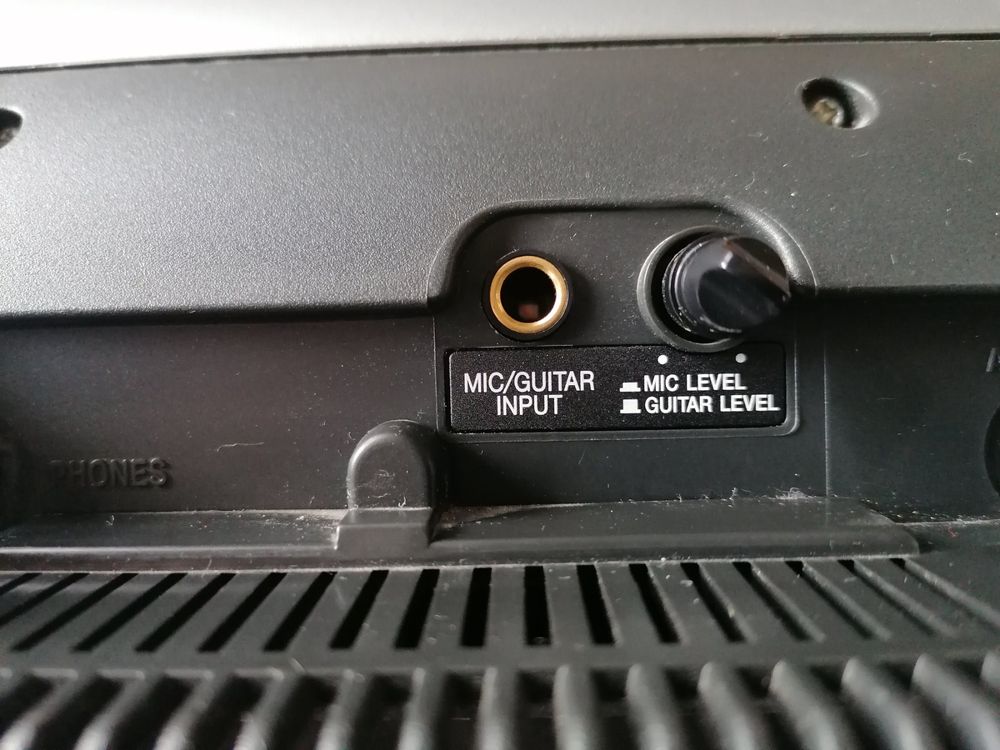 MIC/GUITAR
INPUT
MIC LEVEL
GUITAR LEVEL
PHONES